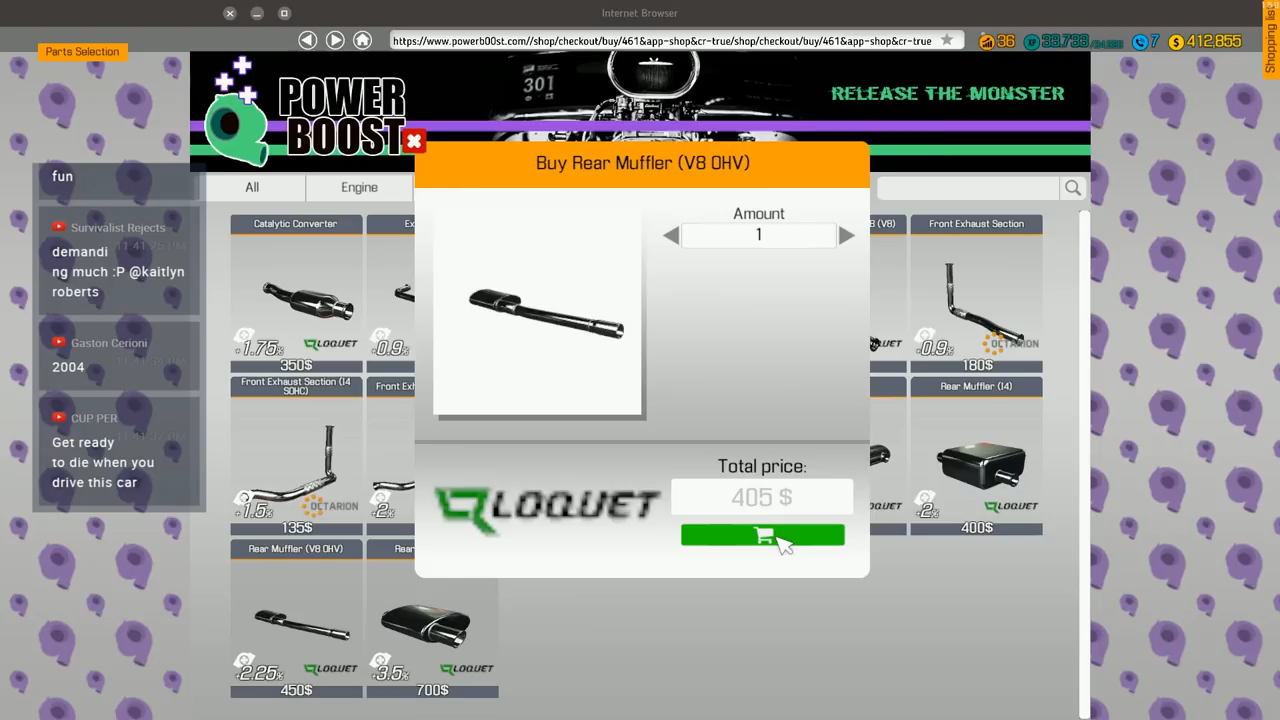 Internet Browser
https://www.powerb00st.com//shop/checkout/buy/461&app-shop&cr-true/shop/checkout/buy/461&app-shop&cr-true
36
7
412,855
Shopping list
Parts Selection
POWER
BOOST
301
RELEASE THE MONSTER
fun
Survivalist Rejects
demandi
ng much :P @kaitlyn
roberts
Gaston Cerioni
2004
CUP PER
Get ready
to die when you
drive this car
All
Engine
Buy Rear Muffler (V8 OHV)
Amount
1
Total price:
405 $
LOQUET
Catalytic Converter
+1.75%
LOQUET
350$
+0.9%
(V8)
Front Exhaust Section
+0.9%
OCTARION
180$
Front Exhaust Section (I4
SOHC)
+1.5%
OCTARION
135$
+2%
Rear Muffler (I4)
+2%
LOQUET
400$
Rear Muffler (V8 OHV)
+2.25%
LOQUET
450$
+3.5%
LOQUET
700$